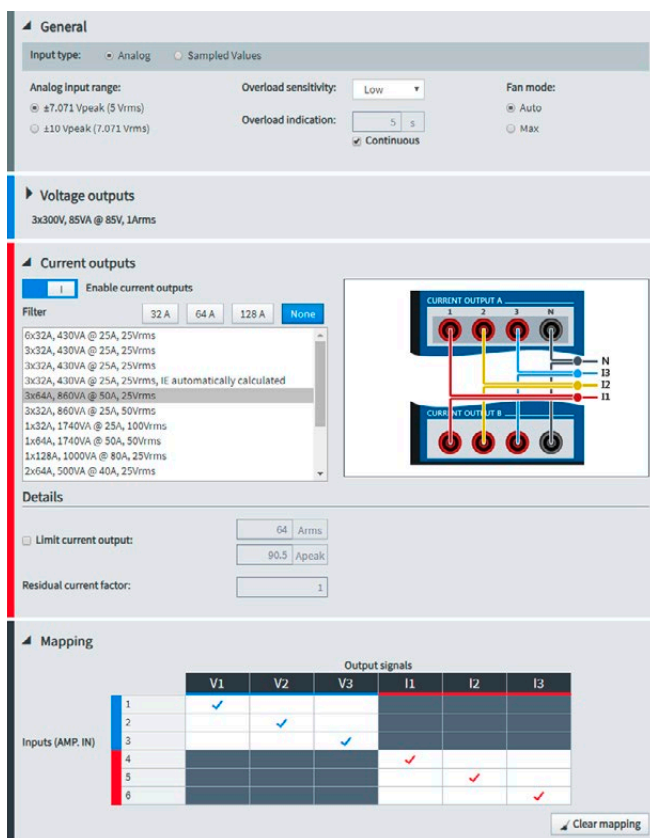 General
Input type: Analog Sampled Values
Analog input range: Overload sensitivity: Low Fan mode:
±7.071 Vpeak (5 Vrms) Auto
±10 Vpeak (7.071 Vrms) Overload indication: 5 s Max
Continuous
Voltage outputs
3x300V, 85VA @ 85V, 1Arms
Current outputs
I Enable current outputs
Filter 32 A 64 A 128 A None
6x32A, 430VA @ 25A, 25Vrms
3x32A, 430VA @ 25A, 25Vrms
3x32A, 430VA @ 25A, 25Vrms
3x32A, 430VA @ 25A, 25Vrms, IE automatically calculated
3x64A, 860VA @ 50A, 25Vrms
3x32A, 860VA @ 25A, 50Vrms
1x32A, 1740VA @ 25A, 100Vrms
1x64A, 1740VA @ 50A, 50Vrms
1x128A, 1000VA @ 80A, 25Vrms
2x64A, 500VA @ 40A, 25Vrms
CURRENT OUTPUT A
1 2 3 N
N
I3
I2
I1
CURRENT OUTPUT B
Details
Limit current output: 64 Arms
90.5 Apeak
Residual current factor: 1
Mapping
Output signals
V1 V2 V3 I1 I2 I3
1
2
Inputs (AMP. IN) 3
4
5
6
Clear mapping